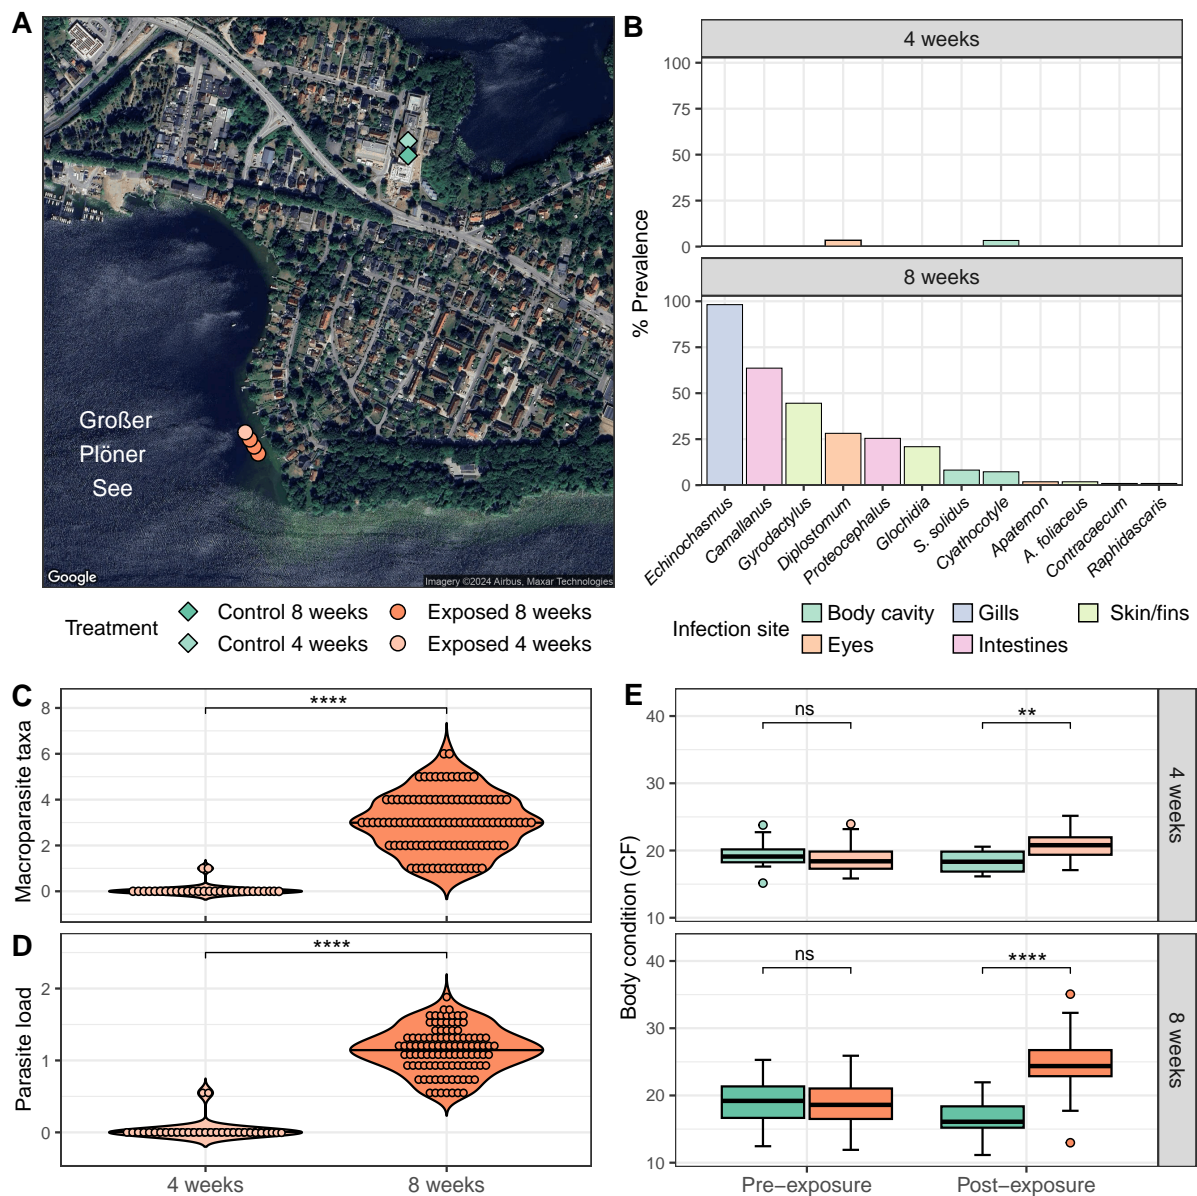 A
Großer
Plöner
See
Google
Imagery ©2024 Airbus, Maxar Technologies
Treatment
Control 8 weeks
Exposed 8 weeks
Control 4 weeks
Exposed 4 weeks
B
4 weeks
100
75
50
25
0
% Prevalence
8 weeks
100
75
50
25
0
Echinochasmus
Camallanus
Gyrodactylus
Diplostomum
Proteocephalus
Glochidia
S. solidus
Cyathocotyle
Apatemon
A. foliaceus
Contracaecum
Raphidascaris
Infection site
Body cavity
Gills
Skin/fins
Eyes
Intestines
C
Macroparasite taxa
8
6
4
2
0
****
D
Parasite load
2
1
0
****
4 weeks
8 weeks
E
Body condition (CF)
40
30
20
10
ns
**
4 weeks
40
30
20
10
ns
****
8 weeks
Pre−exposure
Post−exposure